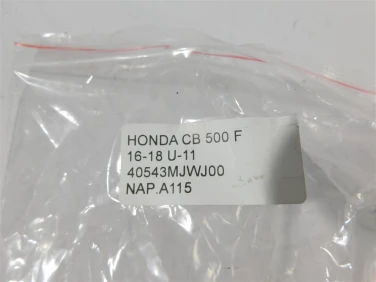 HONDA CB 500 F
16-18 U-11
40543MJWJ00
NAP.A115